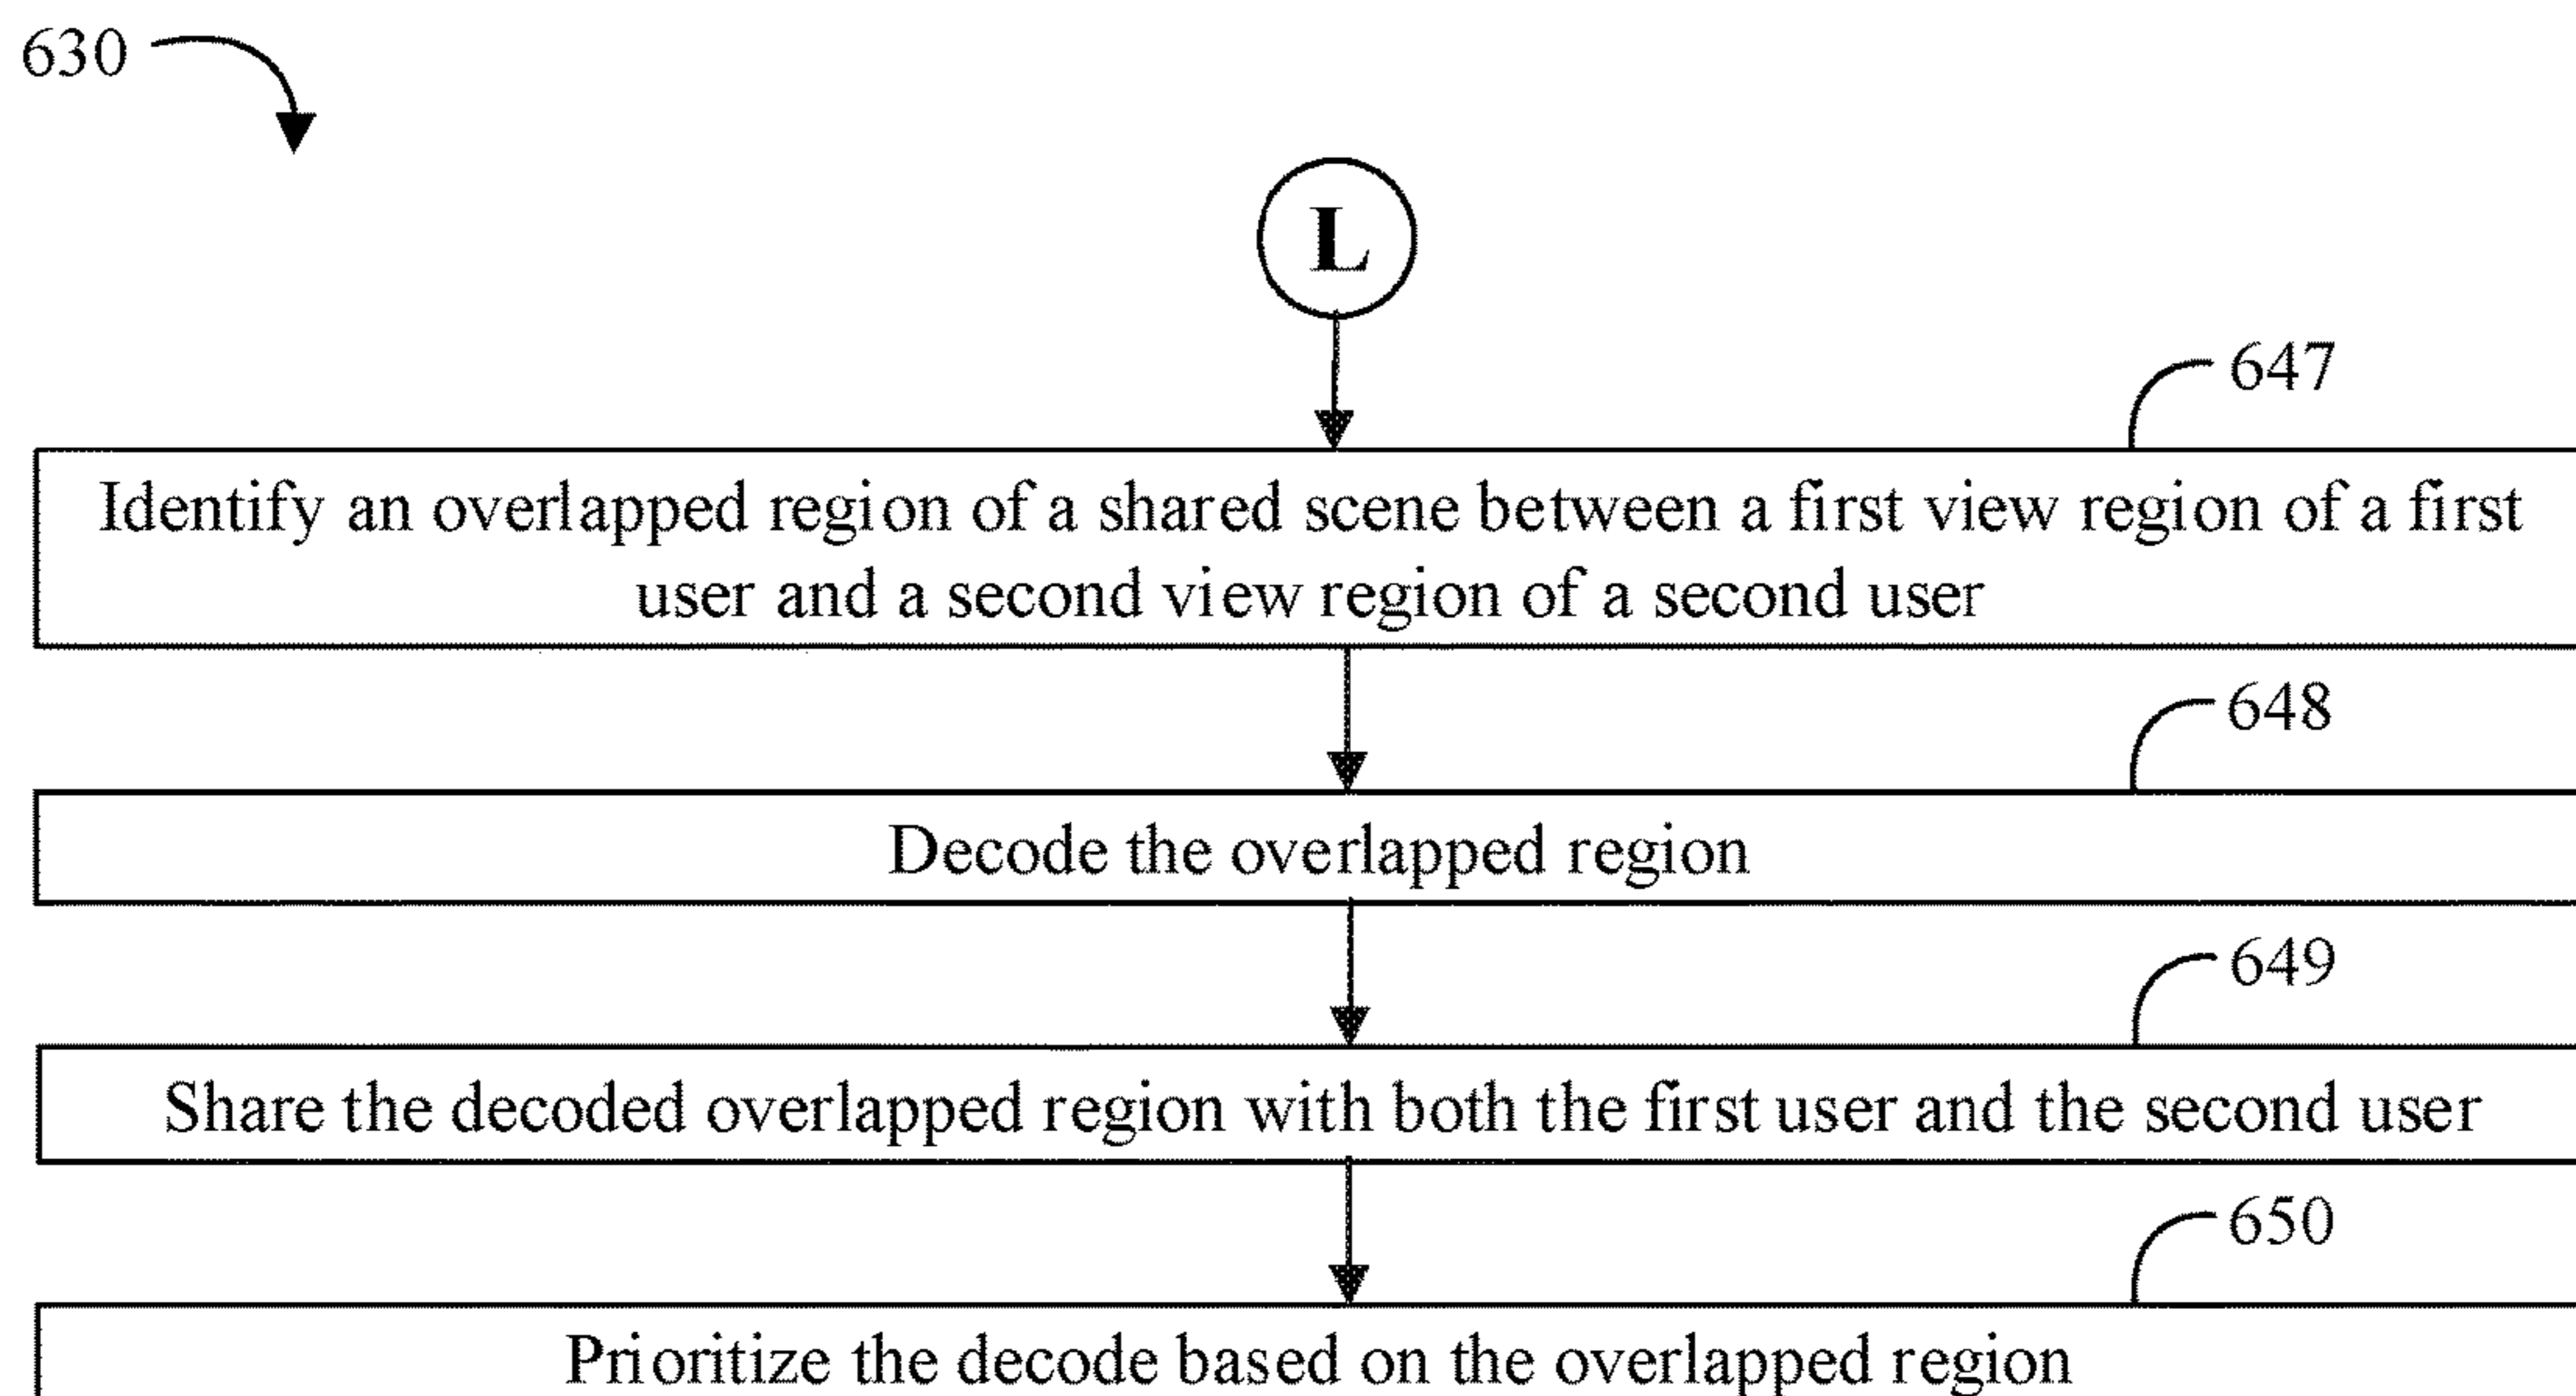 630
L
647
Identify an overlapped region of a shared scene between a first view region of a first
user and a second view region of a second user
648
Decode the overlapped region
649
Share the decoded overlapped region with both the first user and the second user
650
Prioritize the decode based on the overlapped region